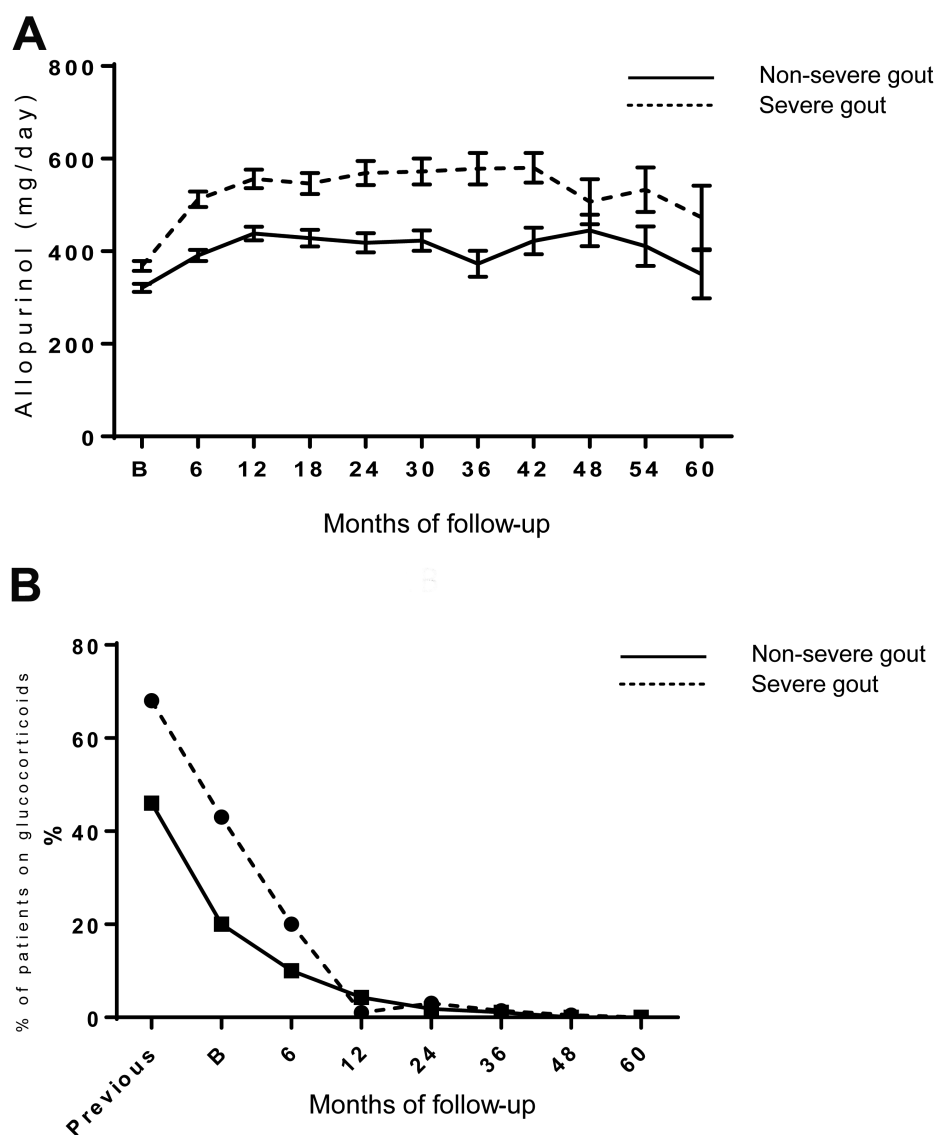 A
800
600
400
200
0
Allopurinol (mg/day)
Non-severe gout
Severe gout
B 6 12 18 24 30 36 42 48 54 60
Months of follow-up
B
80
60
40
20
0
% of patients on glucocorticoids
%
Non-severe gout
Severe gout
Previous B 6 12 24 36 48 60
Months of follow-up